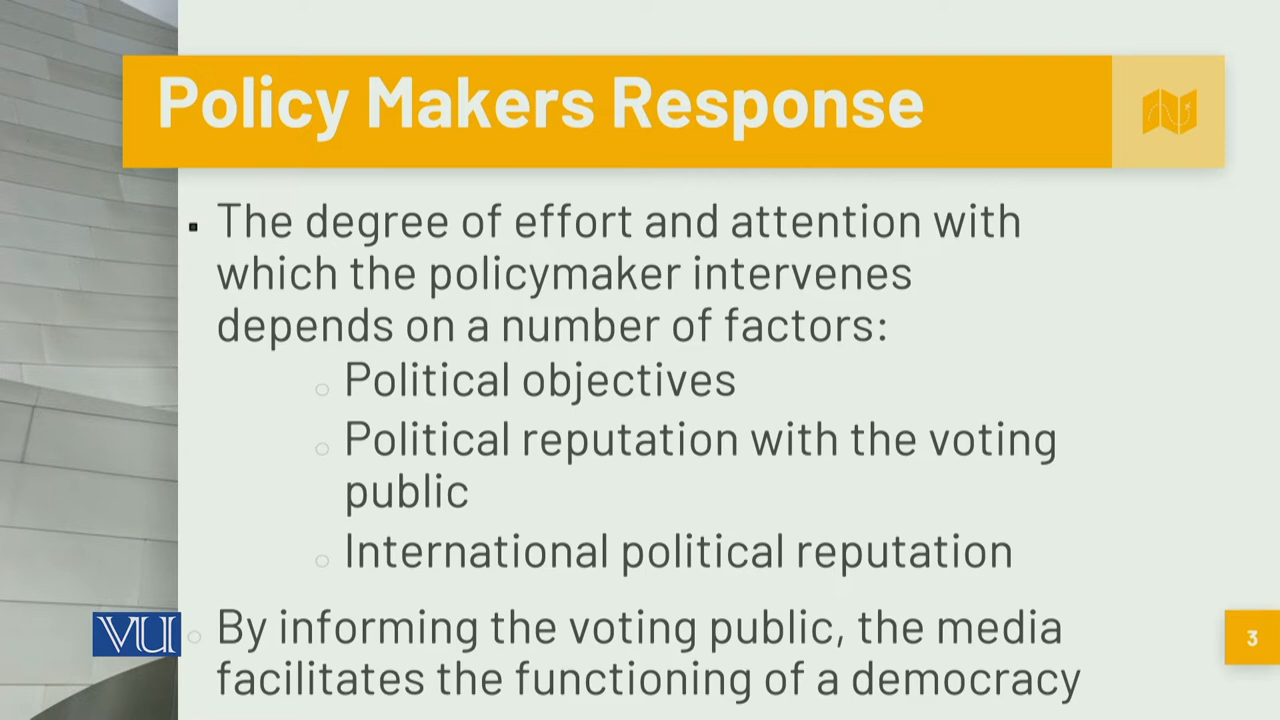 Policy Makers Response
▪ The degree of effort and attention with
which the policymaker intervenes
depends on a number of factors:
○ Political objectives
○ Political reputation with the voting
public
○ International political reputation
○ By informing the voting public, the media
facilitates the functioning of a democracy
VU
3